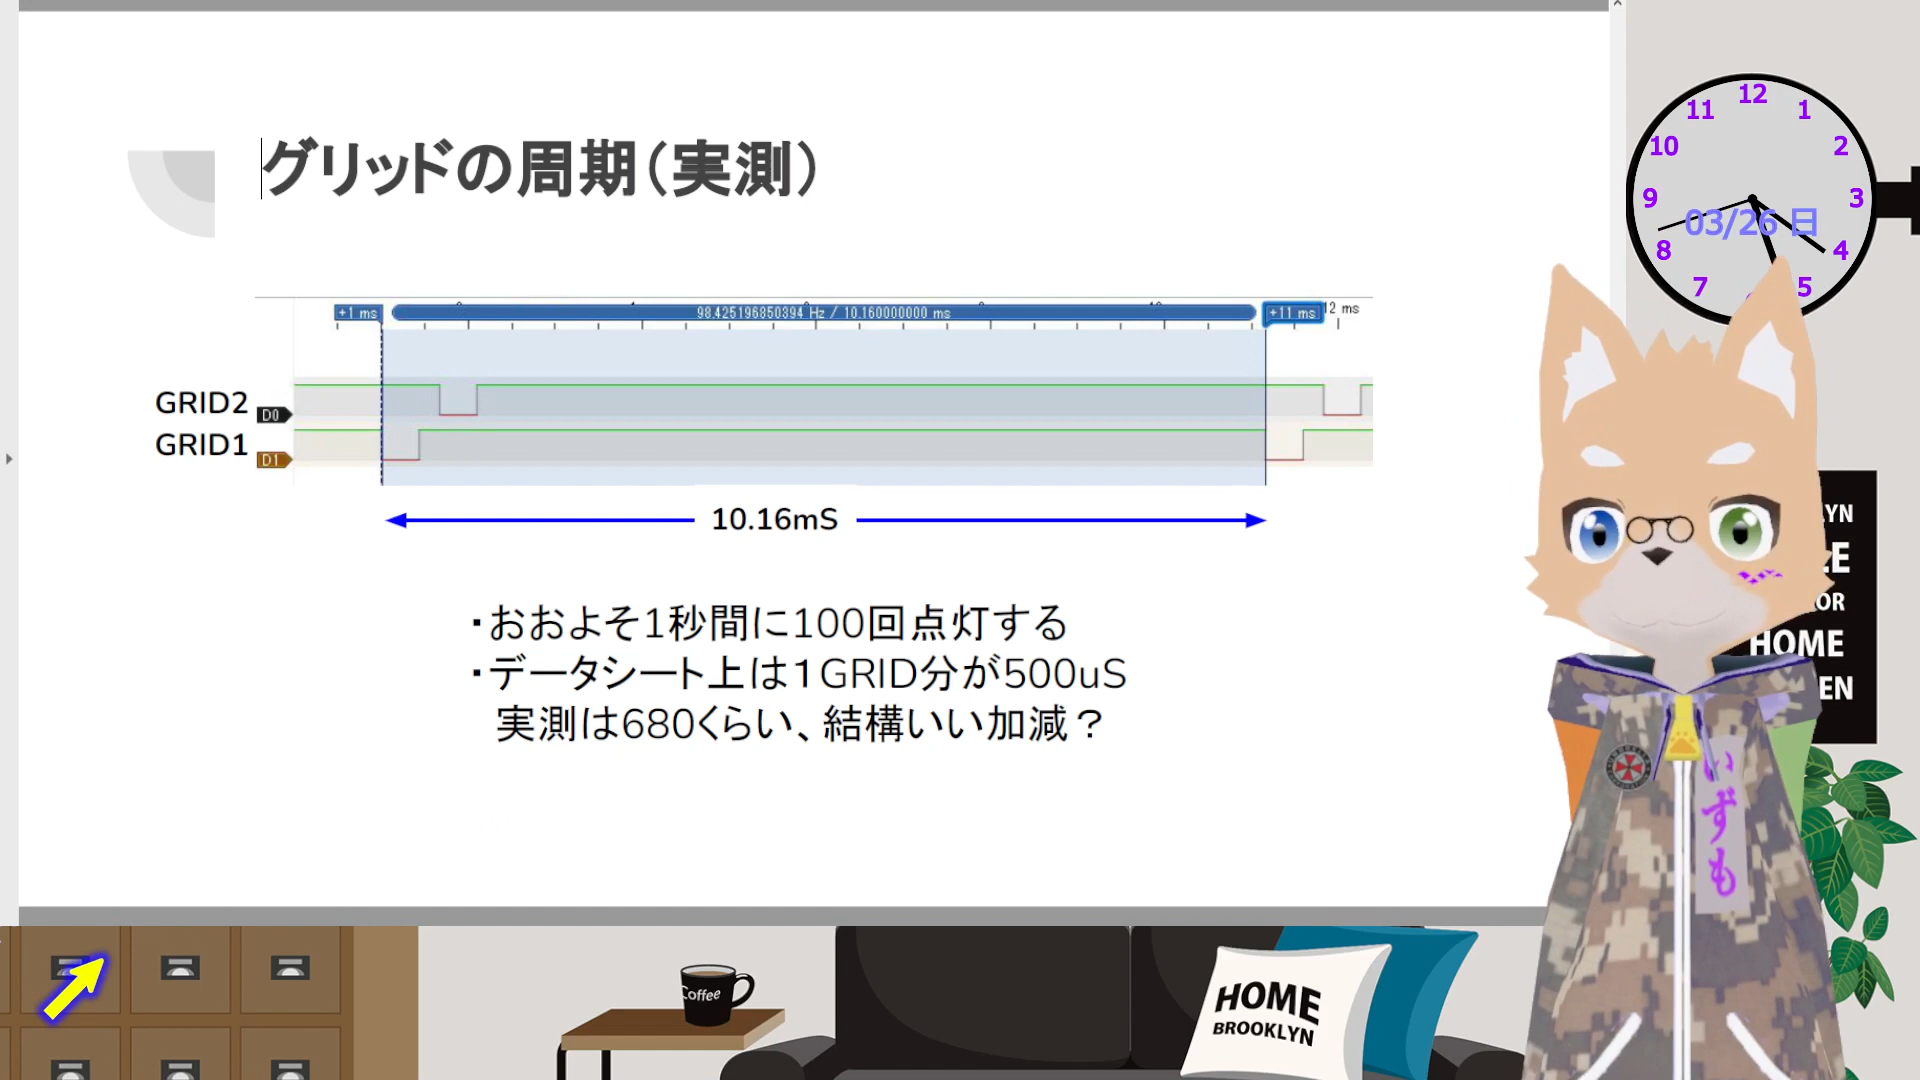 グリッドの周期（実測）
+1 ms
98.425196850394 Hz / 10.160000000 ms
+11 ms
12 ms
GRID2
D0
GRID1
D1
10.16mS
・おおよそ1秒間に100回点灯する
・データシート上は１GRID分が500uS
実測は680くらい、結構いい加減？
12
1
2
3
4
5
7
8
9
10
11
03/26 日
YN
E
OR
HOME
EN
いずも
Coffee
HOME
BROOKLYN